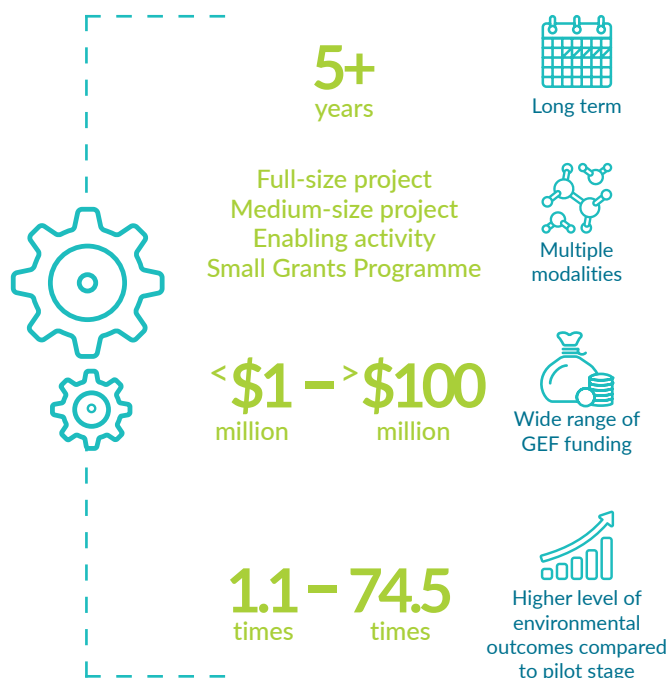 5+
years
Long term
Full-size project
Medium-size project
Enabling activity
Small Grants Programme
Multiple
modalities
<$1 – >$100
million million
Wide range of
GEF funding
1.1 – 74.5
times times
Higher level of
environmental
outcomes compared
to pilot stage